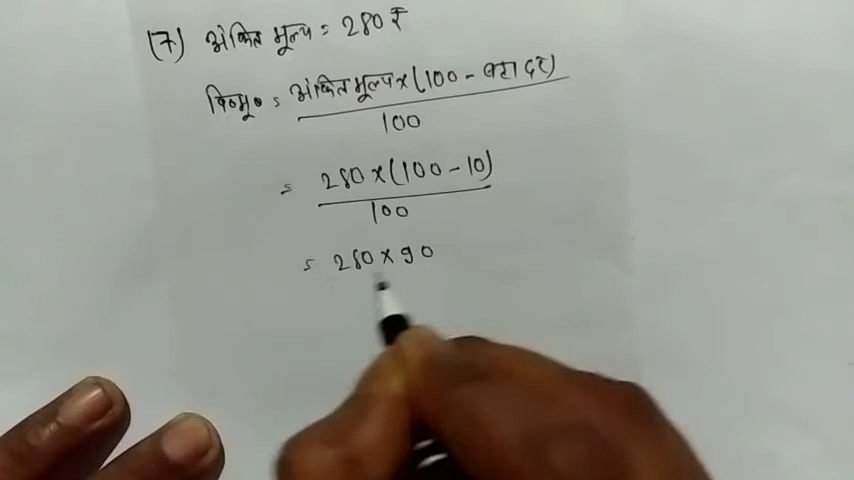 (7) अंकित मूल्य = 280 ₹
वि०मू० = अंकित मूल्य × (100 - बट्टा दर)
100
= 280 × (100 - 10)
100
= 280 × 90